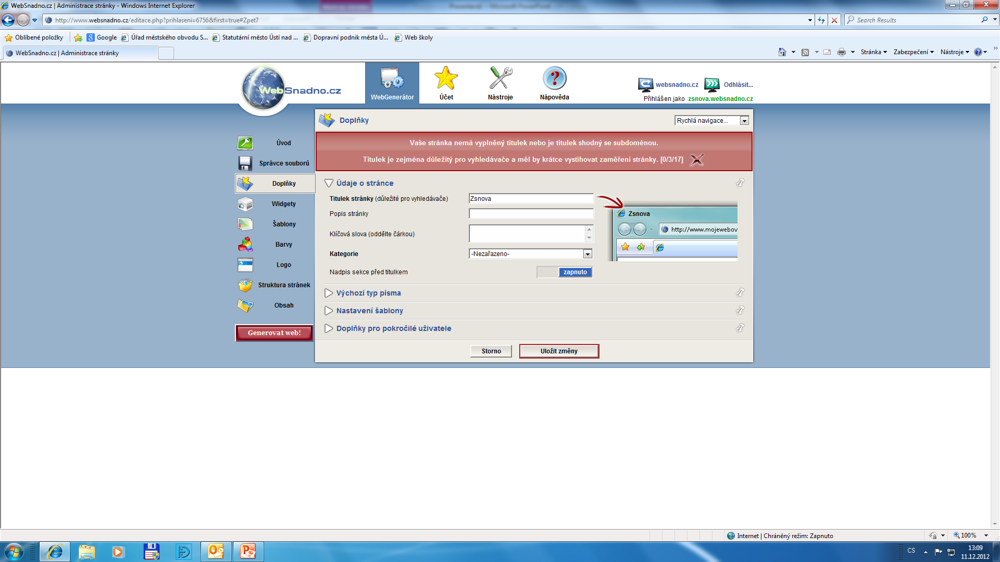 WebSnadno.cz | Administrace stránky - Windows Internet Explorer
http://www.websnadno.cz/editace.php?prihlaseni=6756&first=true#Zpet7
Search Results
Oblíbené položky
Google
Úřad městského obvodu S...
Statutární město Ústí nad ...
Dopravní podnik města Ú...
Web školy
WebSnadno.cz | Administrace stránky
Stránka
Zabezpečení
Nástroje
WebSnadno.cz
WebGenerátor
Účet
Nástroje
Nápověda
websnadno.cz
Odhlásit...
Přihlášen jako zsnova.websnadno.cz
Doplňky
Rychlá navigace...
Vaše stránka nemá vyplněný titulek nebo je titulek shodný se subdoménou.
Titulek je zejména důležitý pro vyhledávače a měl by krátce vystihovat zaměření stránky. [0/3/17]
Úvod
Správce souborů
Doplňky
Widgety
Šablony
Barvy
Logo
Struktura stránek
Obsah
Generovat web!
Údaje o stránce
Titulek stránky (důležité pro vyhledávače)
Zsnova
Popis stránky
Klíčová slova (oddělte čárkou)
Kategorie
-Nezařazeno-
Nadpis sekce před titulkem
zapnuto
Zsnova
http://www.mojewebov
Výchozí typ písma
Nastavení šablony
Doplňky pro pokročilé uživatele
Storno
Uložit změny
Internet | Chráněný režim: Zapnuto
100%
CS
13:09
11.12.2012